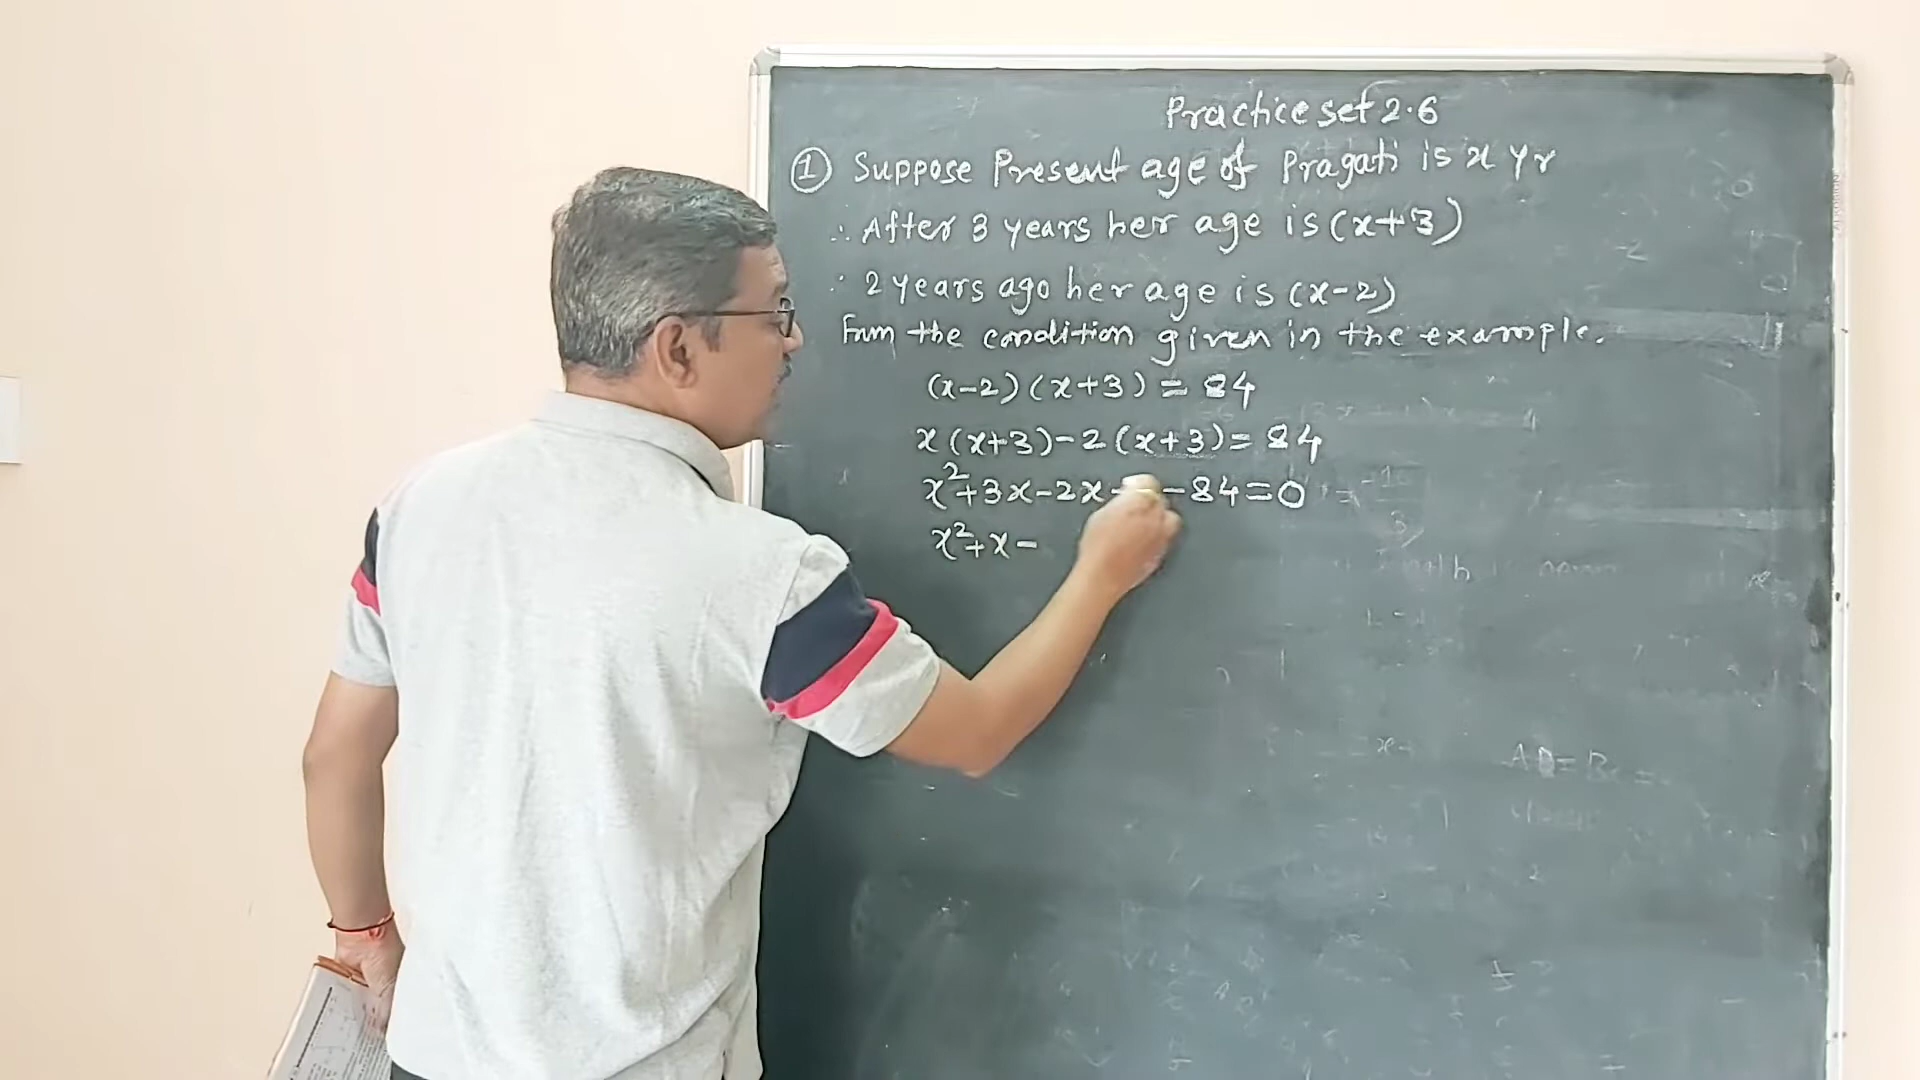 Practice set 2.6
① Suppose Present age of Pragati is x yr
∴ After 3 years her age is (x+3)
∴ 2 years ago her age is (x-2)
From the condition given in the example.
(x-2)(x+3) = 84
x(x+3)-2(x+3)=84
x²+3x-2x- -84=0
x²+x-